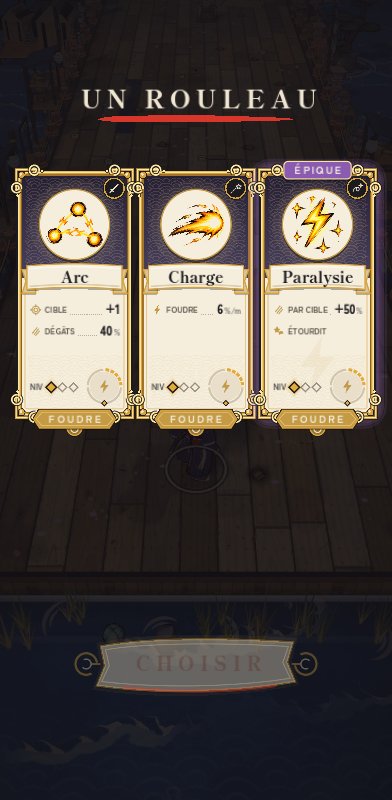 UN ROULEAU
ÉPIQUE
Arc
CIBLE +1
DÉGÂTS 40%
NIV
FOUDRE
Charge
FOUDRE 6%/m
NIV
FOUDRE
Paralysie
PAR CIBLE +50%
ÉTOURDIT
NIV
FOUDRE
CHOISIR